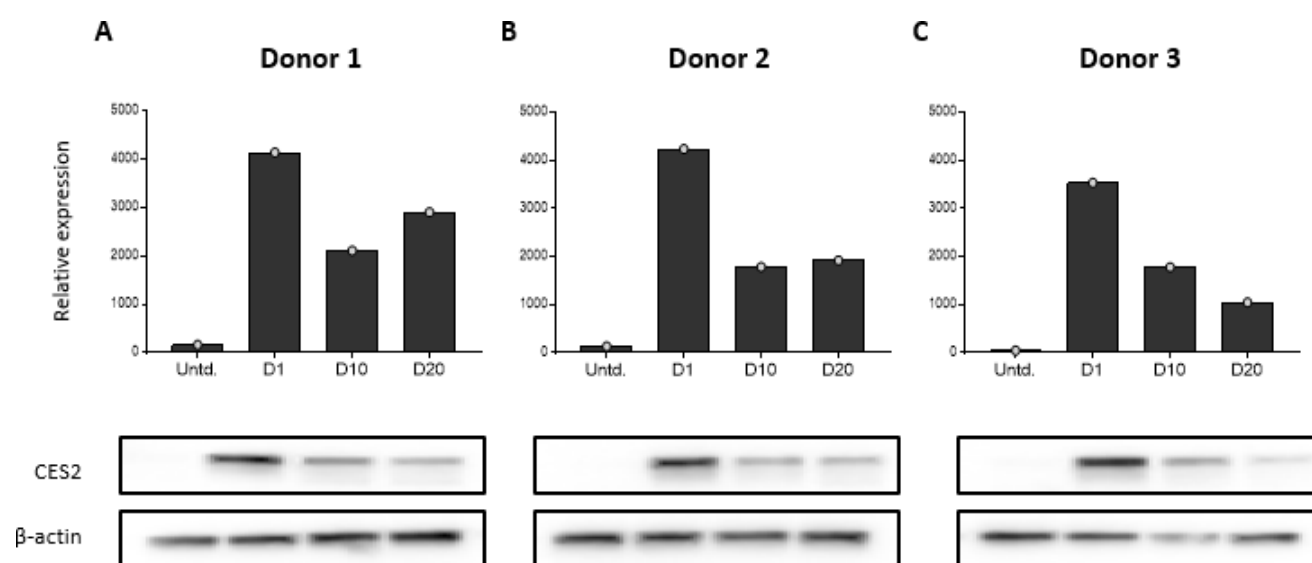 A
Donor 1
Relative expression
5000
4000
3000
2000
1000
0
Untd. D1 D10 D20
B
Donor 2
5000
4000
3000
2000
1000
0
Untd. D1 D10 D20
C
Donor 3
5000
4000
3000
2000
1000
0
Untd. D1 D10 D20
CES2
β-actin